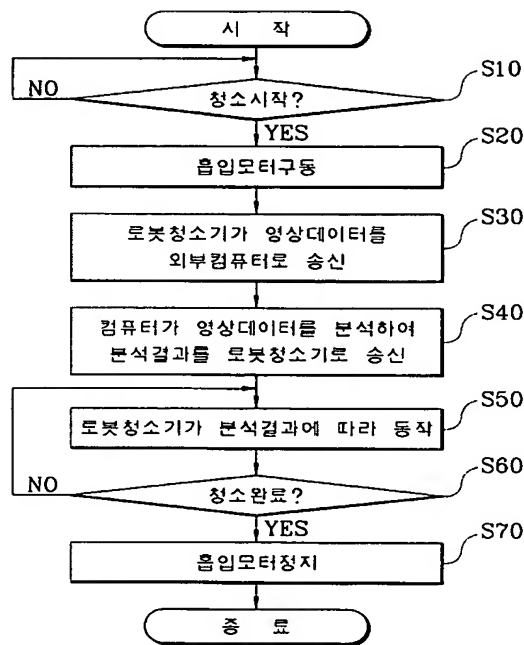 시 작
S10
청소시작?
NO
YES
S20
흡입모터구동
S30
로봇청소기가 영상데이터를
외부컴퓨터로 송신
S40
컴퓨터가 영상데이터를 분석하여
분석결과를 로봇청소기로 송신
S50
로봇청소기가 분석결과에 따라 동작
S60
NO
청소완료?
YES
S70
흡입모터정지
종 료